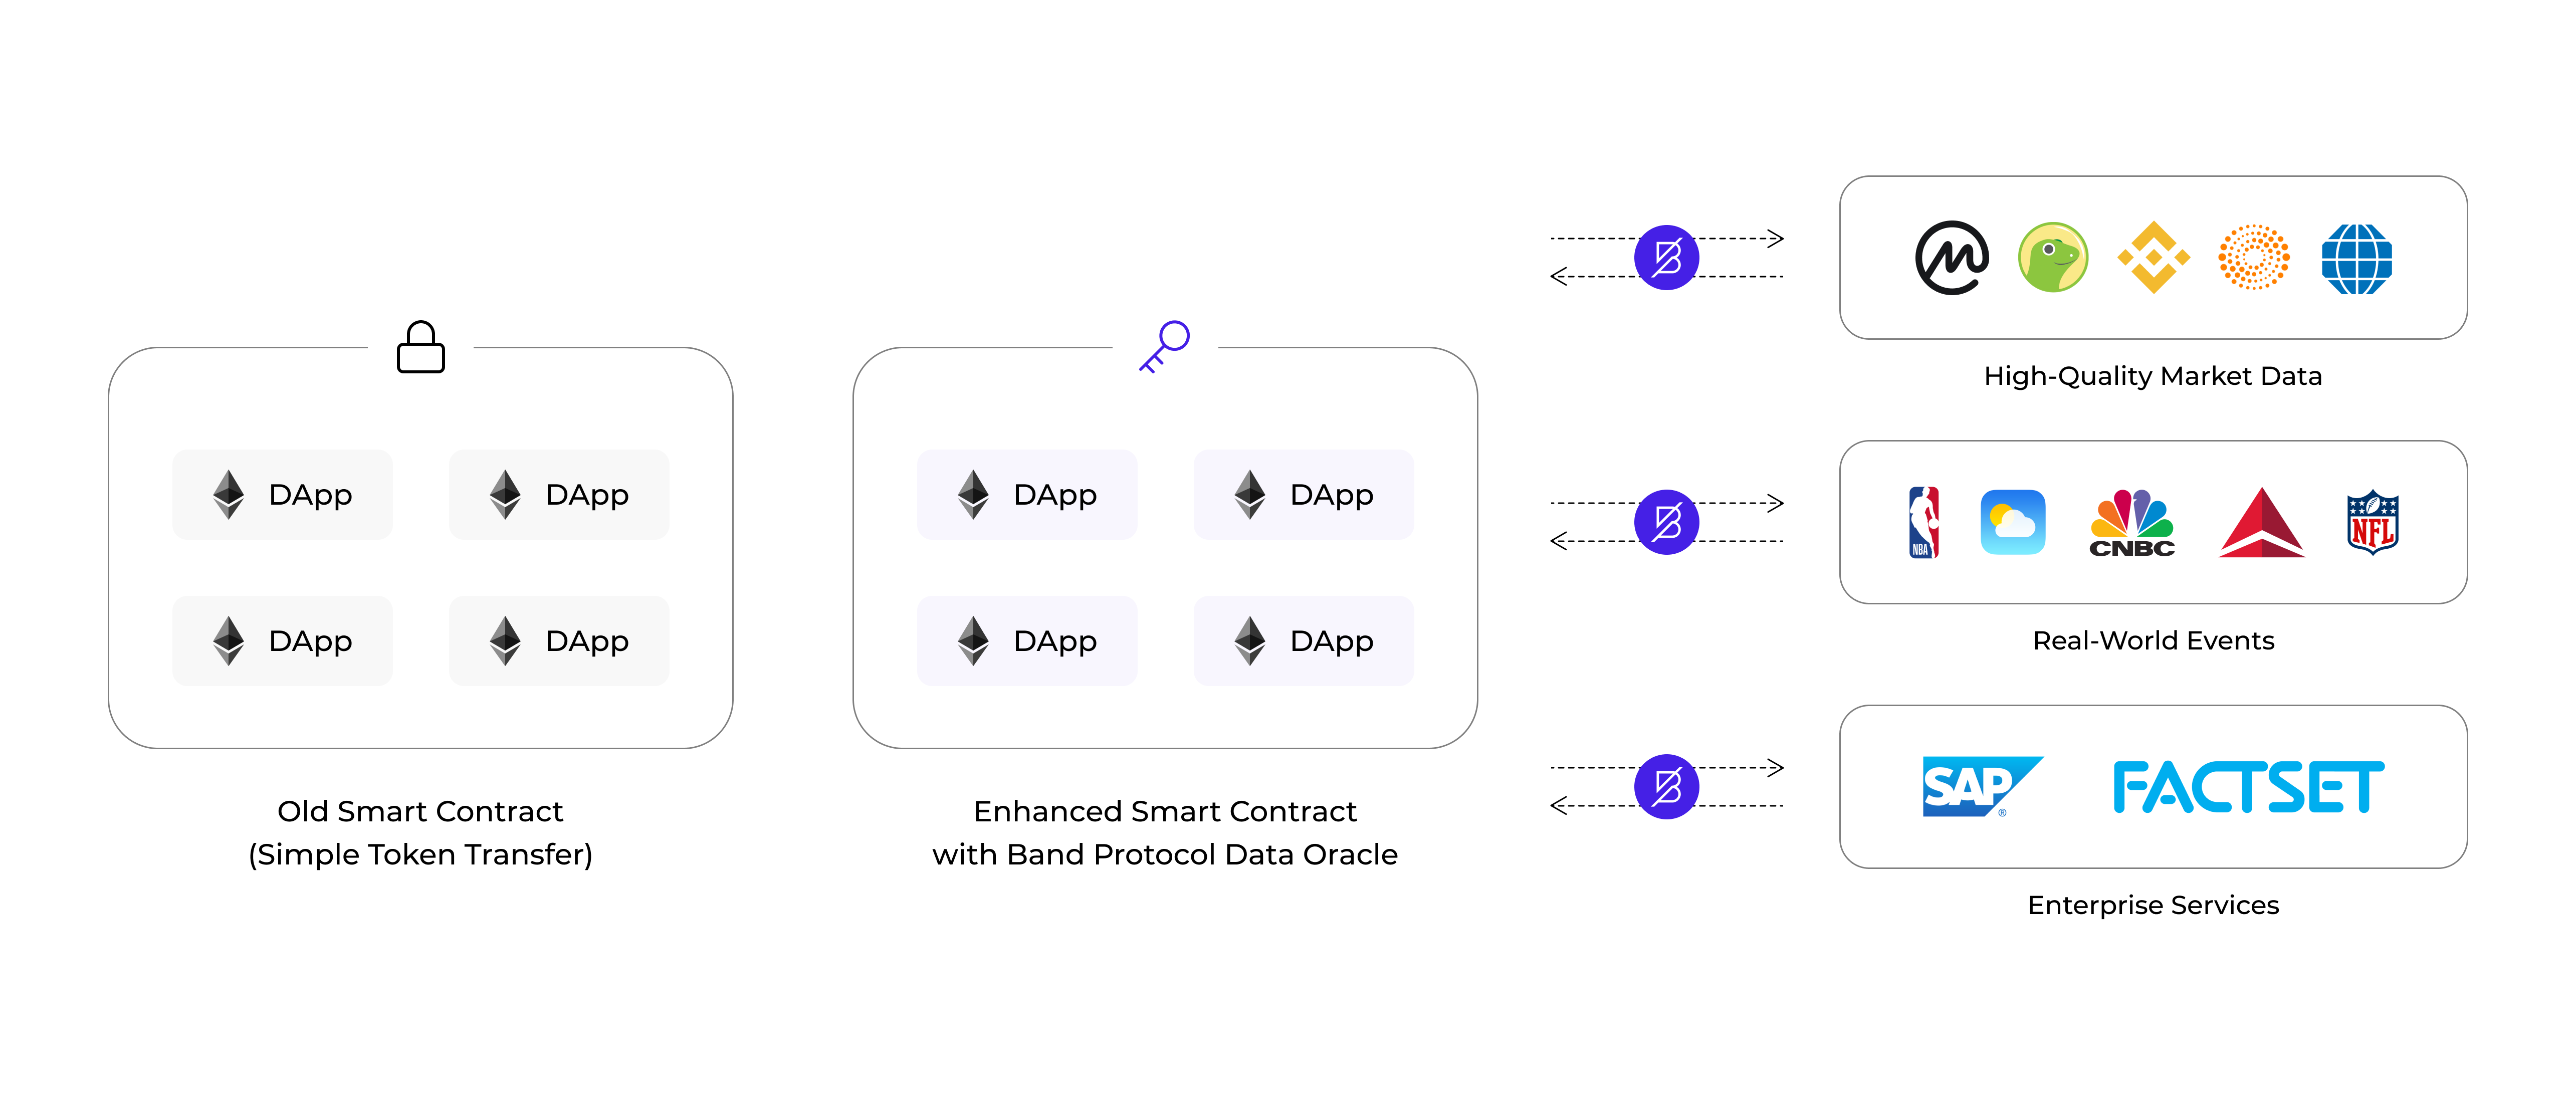 DApp
DApp
DApp
DApp
Old Smart Contract
(Simple Token Transfer)
DApp
DApp
DApp
DApp
Enhanced Smart Contract
with Band Protocol Data Oracle
High-Quality Market Data
NBA
CNBC
NFL
Real-World Events
SAP
®
FACTSET
Enterprise Services